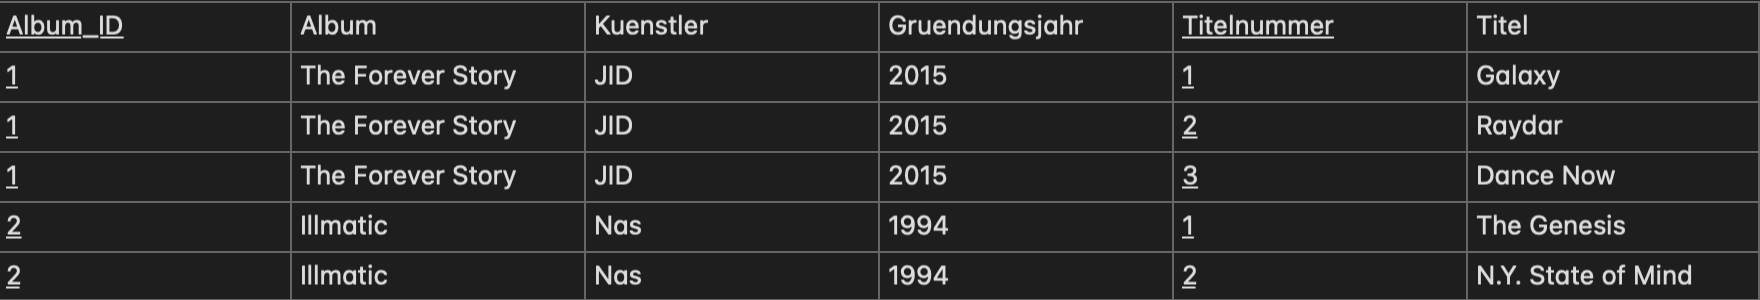 Album_ID Album Kuenstler Gruendungsjahr Titelnummer Titel
1 The Forever Story JID 2015 1 Galaxy
1 The Forever Story JID 2015 2 Raydar
1 The Forever Story JID 2015 3 Dance Now
2 Illmatic Nas 1994 1 The Genesis
2 Illmatic Nas 1994 2 N.Y. State of Mind